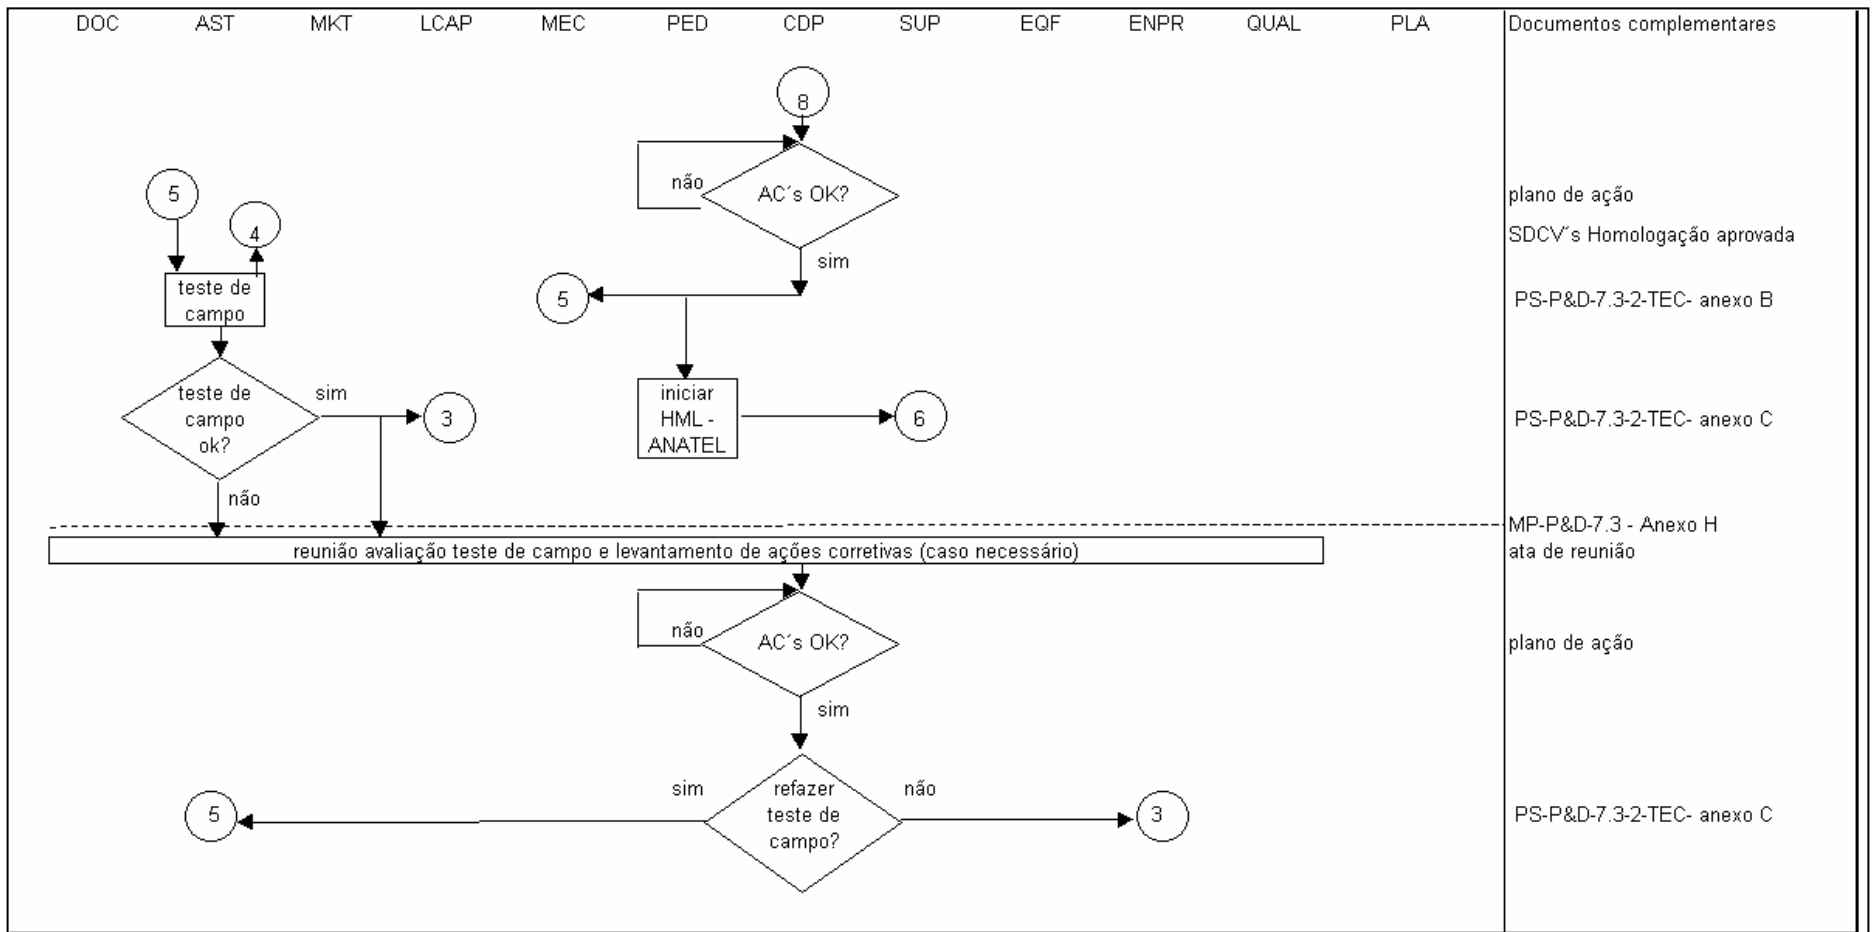 DOC AST MKT LCAP MEC PED CDP SUP EQF ENPR QUAL PLA Documentos complementares
8
não AC´s OK? plano de ação
5
4 SDCV´s Homologação aprovada
sim
teste de
campo
5 PS-P&D-7.3-2-TEC- anexo B
teste de
campo
ok?
sim
3
iniciar
HML -
ANATEL
6 PS-P&D-7.3-2-TEC- anexo C
não
MP-P&D-7.3 - Anexo H
reunião avaliação teste de campo e levantamento de ações corretivas (caso necessário) ata de reunião
não AC´s OK? plano de ação
sim
sim
refazer
teste de
campo?
não
5
3 PS-P&D-7.3-2-TEC- anexo C